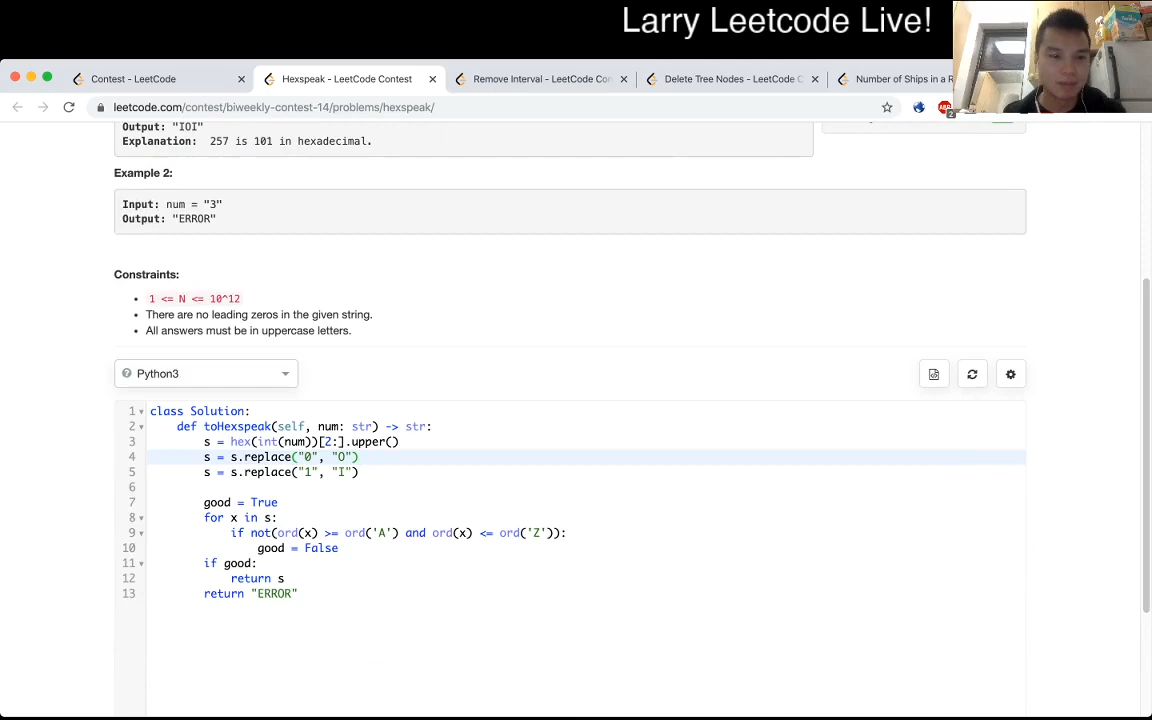 Larry Leetcode Live!
Contest - LeetCode
Hexspeak - LeetCode Contest
Remove Interval - LeetCode Con
Delete Tree Nodes - LeetCode C
Number of Ships in a R
leetcode.com/contest/biweekly-contest-14/problems/hexspeak/
ABP
2
Output: "IOI"
Explanation: 257 is 101 in hexadecimal.
Example 2:
Input: num = "3"
Output: "ERROR"
Constraints:
1 <= N <= 10^12
There are no leading zeros in the given string.
All answers must be in uppercase letters.
Python3
1 class Solution:
2 def toHexspeak(self, num: str) -> str:
3 s = hex(int(num))[2:].upper()
4 s = s.replace("0", "O")
5 s = s.replace("1", "I")
6
7 good = True
8 for x in s:
9 if not(ord(x) >= ord('A') and ord(x) <= ord('Z')):
10 good = False
11 if good:
12 return s
13 return "ERROR"